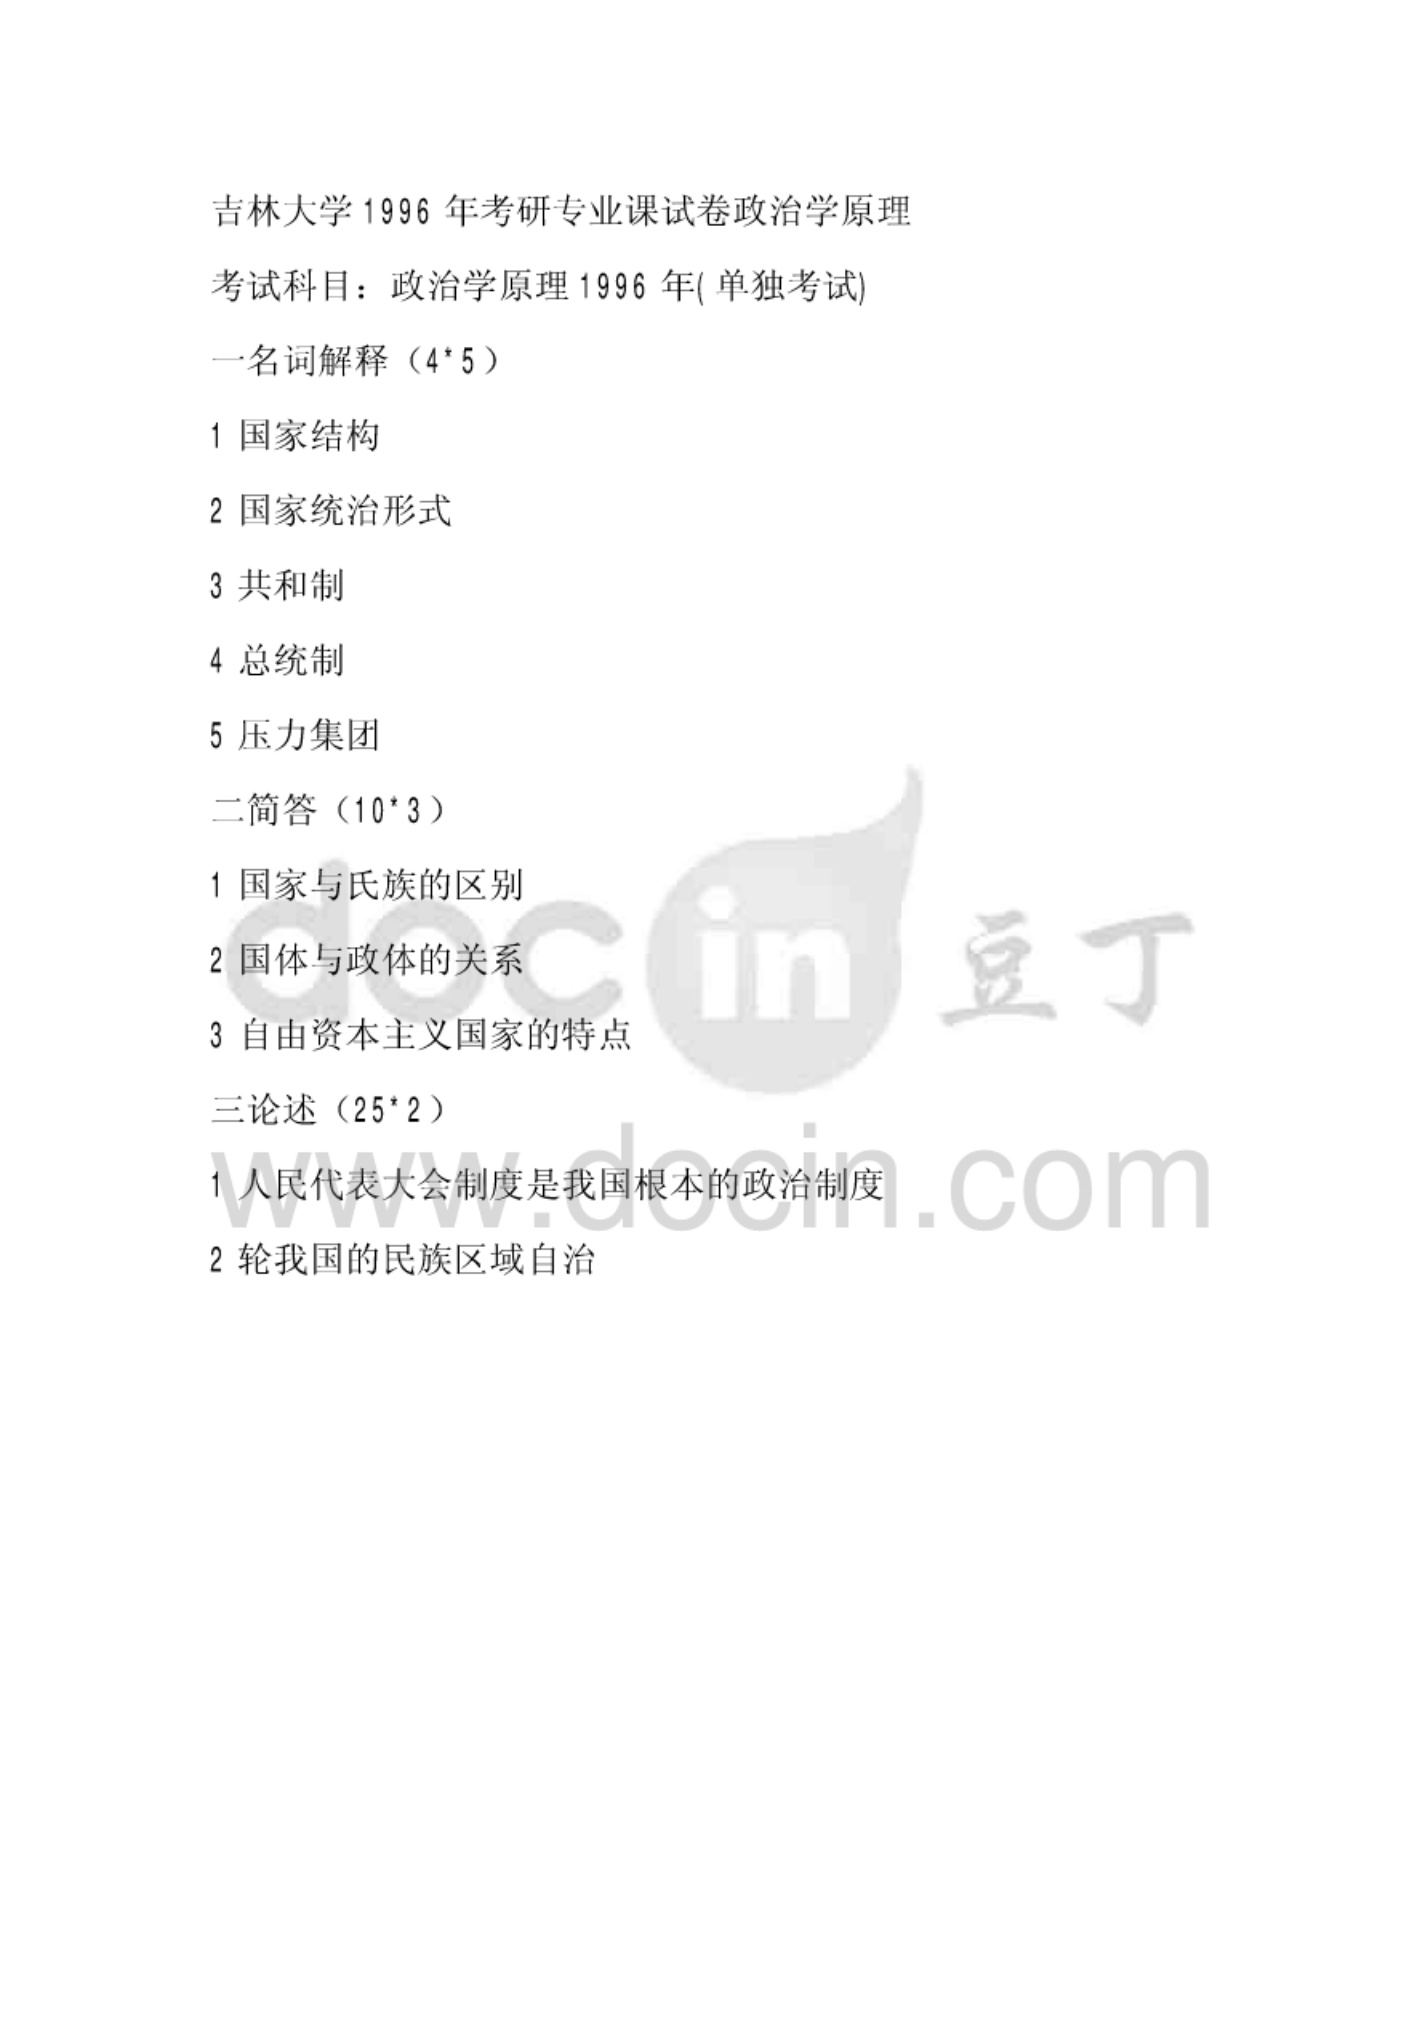 吉林大学1996 年考研专业课试卷政治学原理
考试科目：政治学原理1996 年(单独考试)
一名词解释（4*5）
1 国家结构
2 国家统治形式
3 共和制
4 总统制
5 压力集团
二简答（10*3）
1 国家与氏族的区别
2 国体与政体的关系
3 自由资本主义国家的特点
三论述（25*2）
1 人民代表大会制度是我国根本的政治制度
2 轮我国的民族区域自治
docin 豆丁
www.docin.com